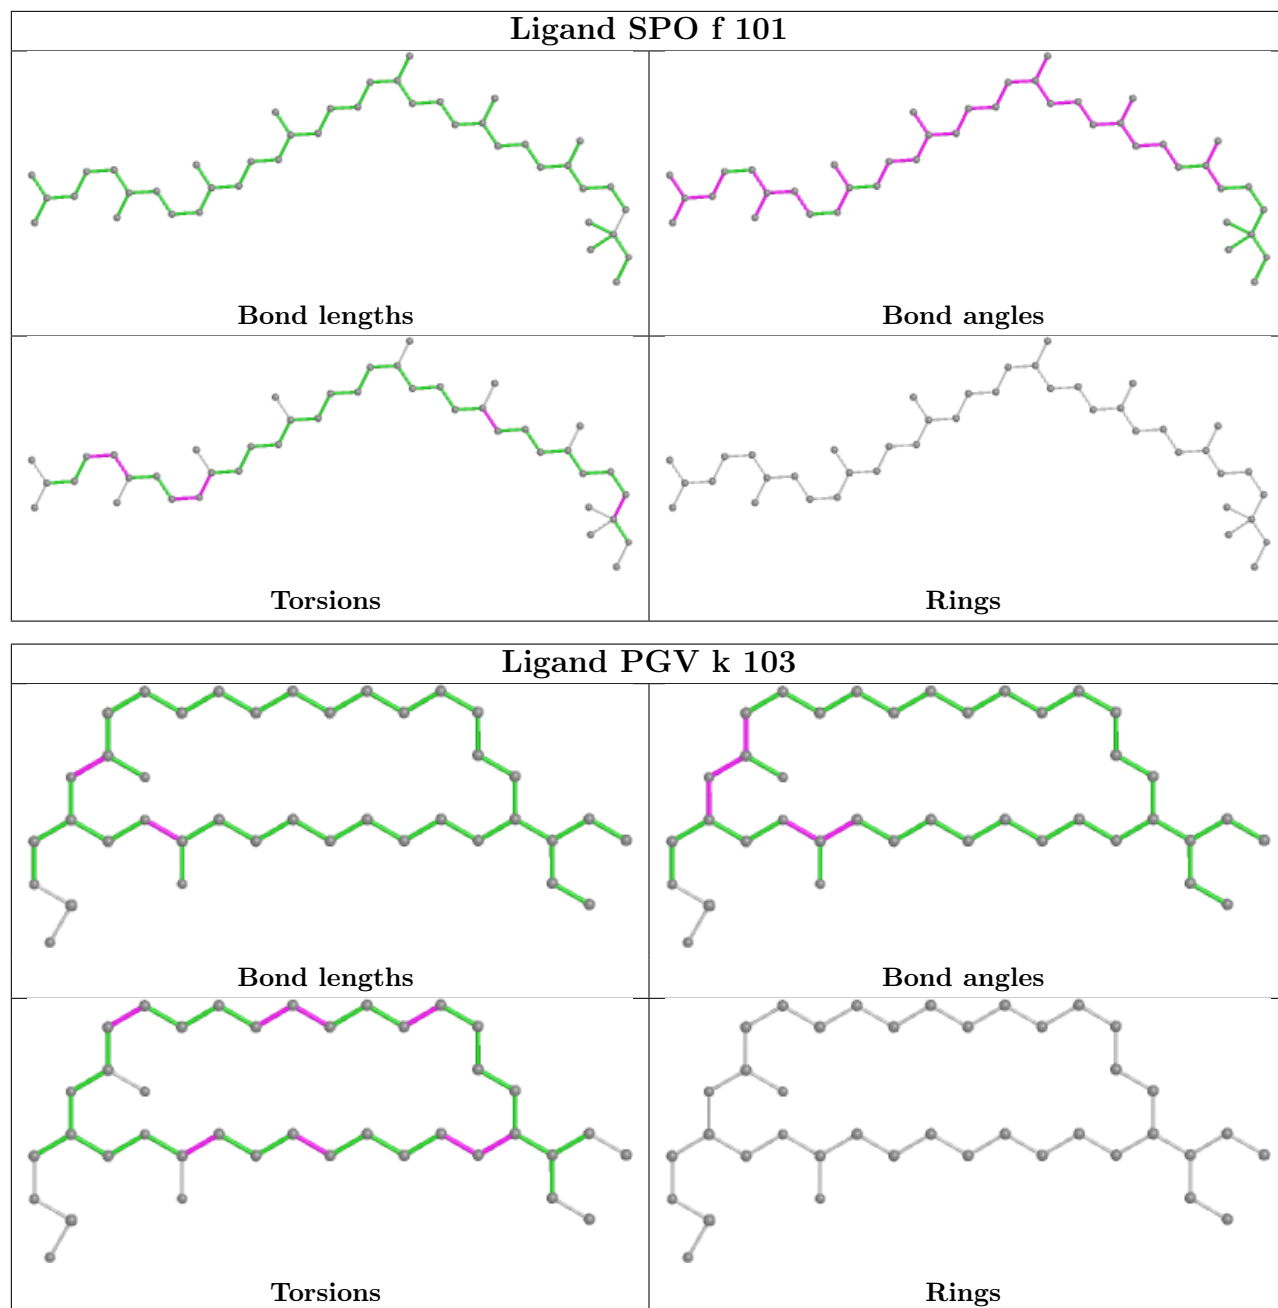 Ligand SPO f 101
Bond lengths
Bond angles
Torsions
Rings
Ligand PGV k 103
Bond lengths
Bond angles
Torsions
Rings